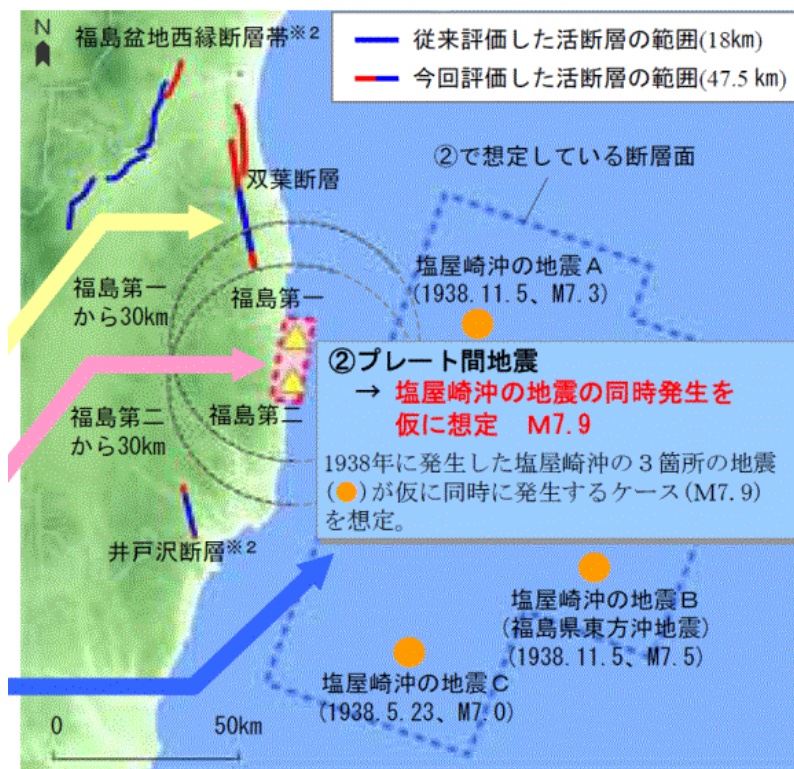 N
福島盆地西縁断層帯※2
従来評価した活断層の範囲(18km)
今回評価した活断層の範囲(47.5 km)
②で想定している断層面
双葉断層
塩屋崎沖の地震A
(1938.11.5、M7.3)
福島第一
から30km
福島第一
②プレート間地震
→ 塩屋崎沖の地震の同時発生を
仮に想定 M7.9
1938年に発生した塩屋崎沖の3箇所の地震
(●)が仮に同時に発生するケース(M7.9)
を想定。
福島第二
福島第二
から30km
井戸沢断層※2
塩屋崎沖の地震B
(福島県東方沖地震)
(1938.11.5、M7.5)
塩屋崎沖の地震C
(1938.5.23、M7.0)
0 50km